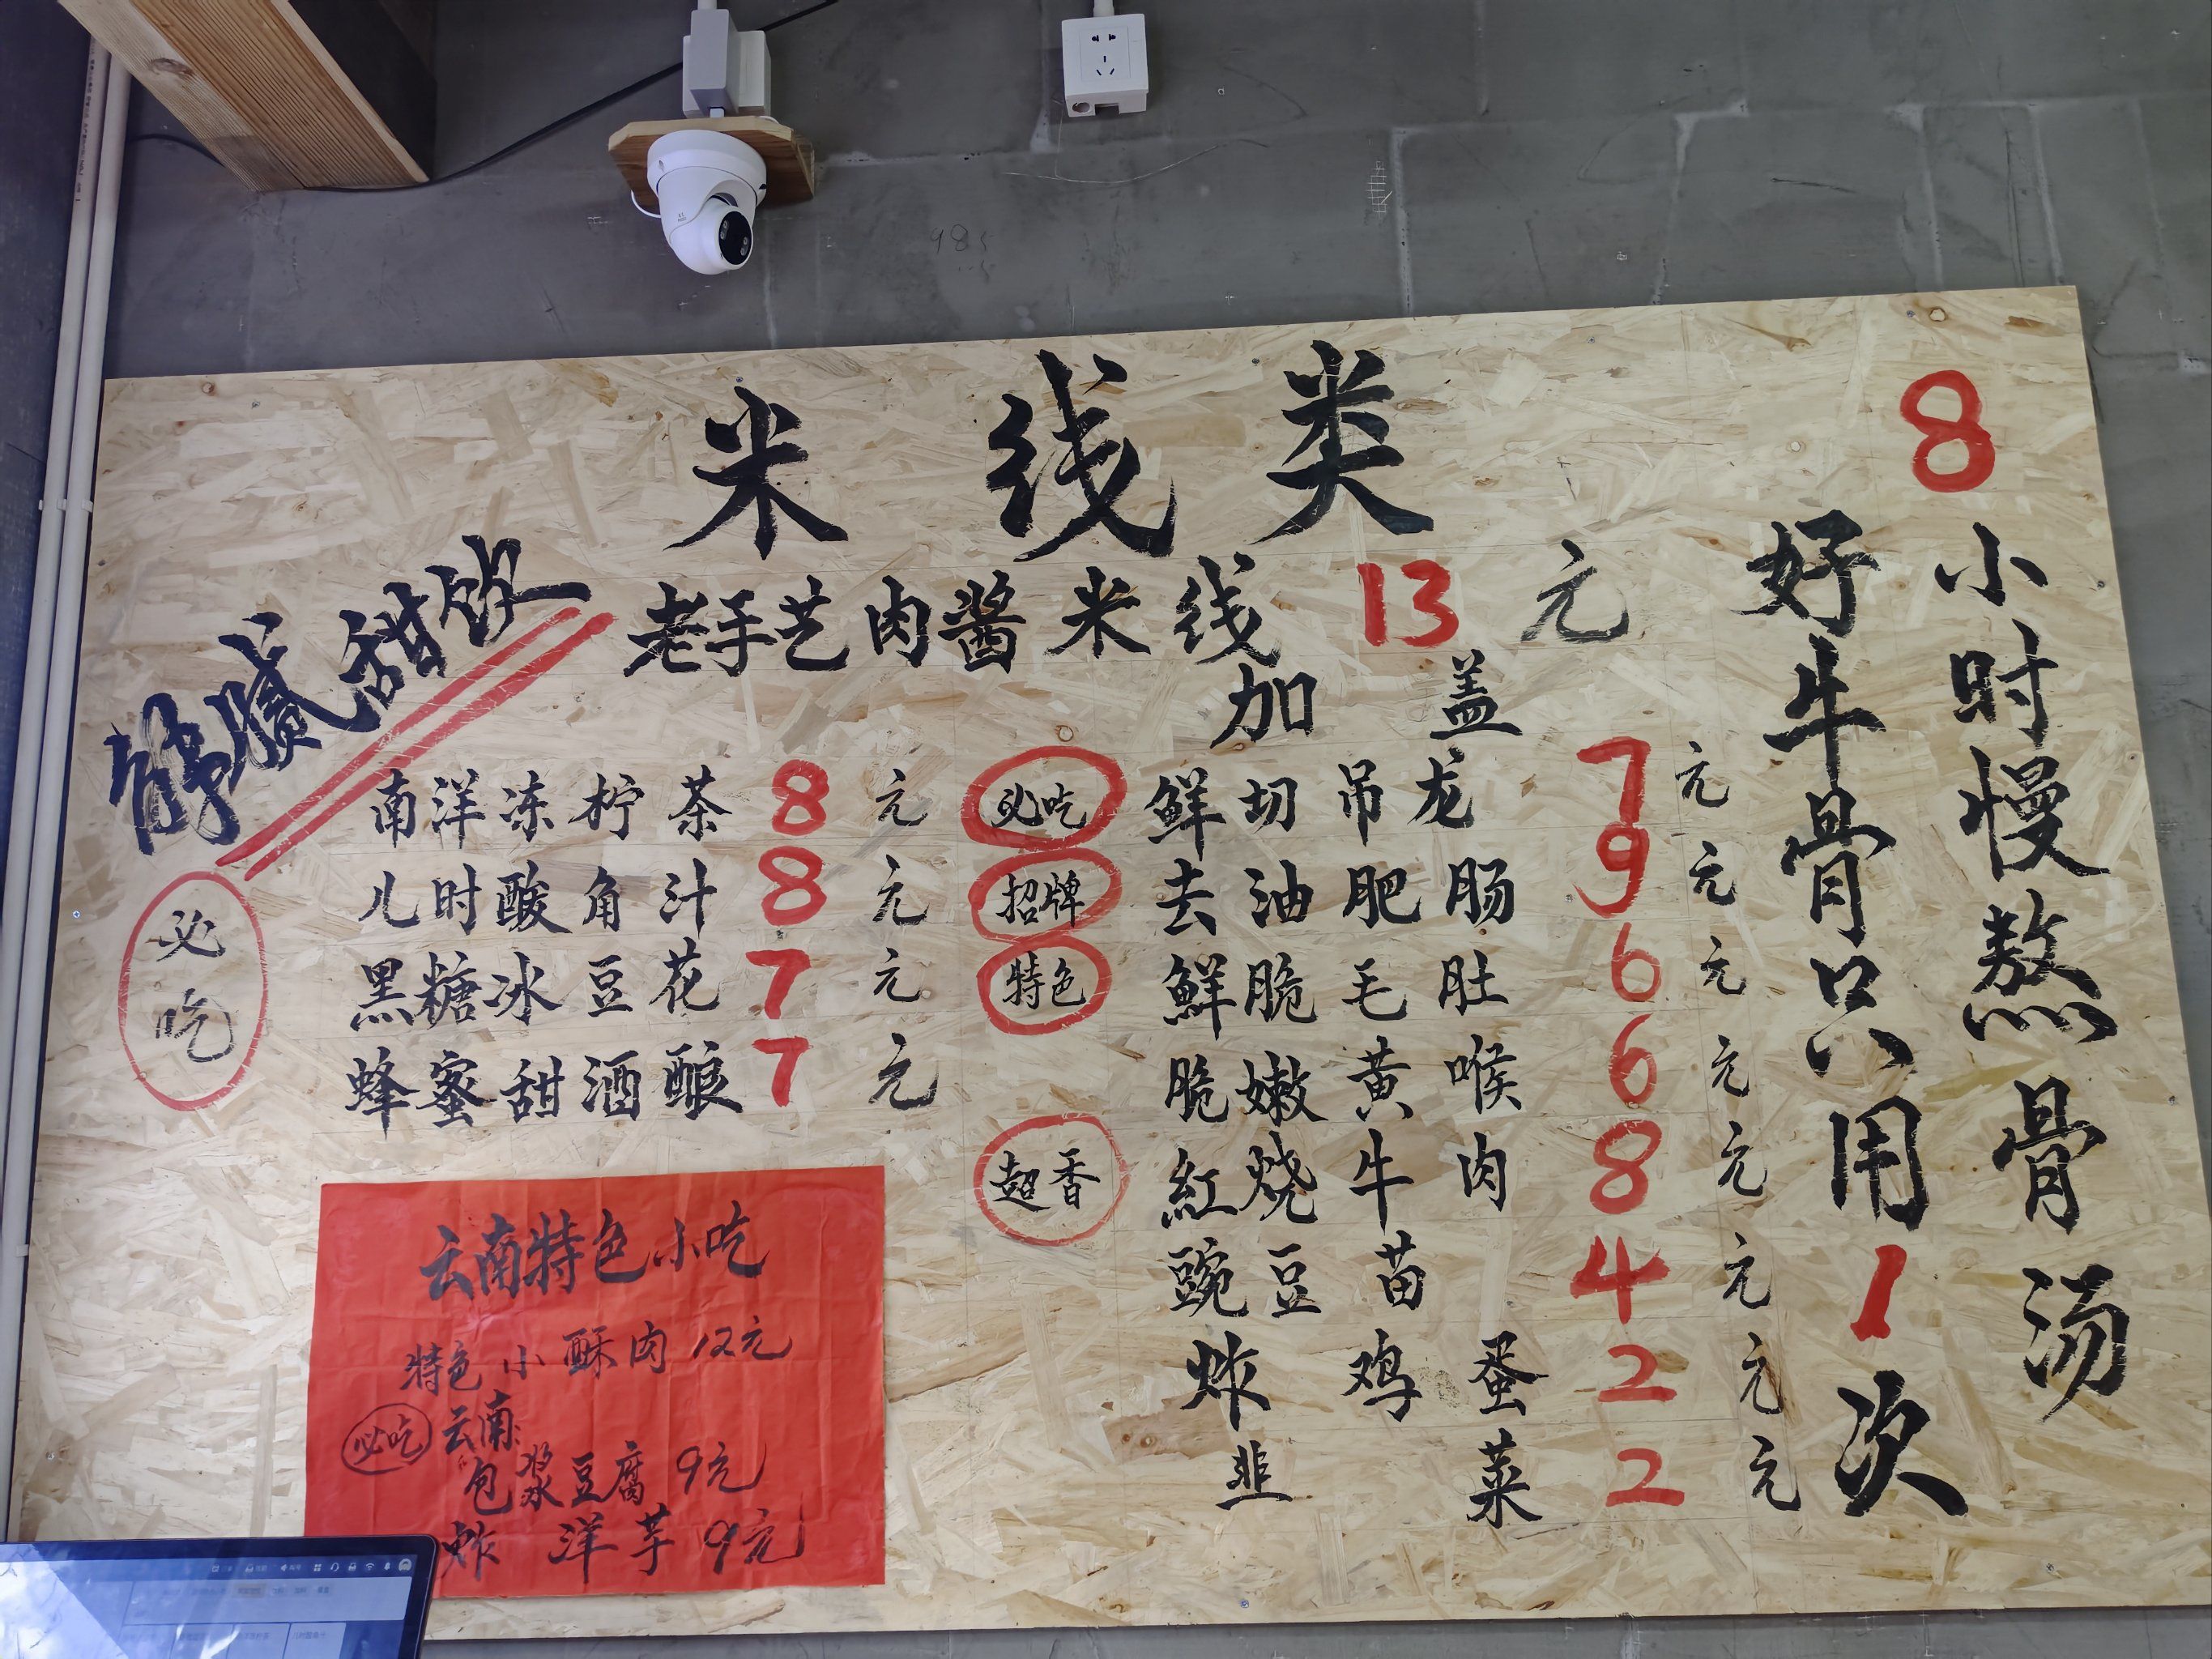 米线类
老手艺肉酱米线 13元
加盖
必吃 鲜切吊龙 7元
招牌 去油肥肠 9元
特色 鲜脆毛肚 6元
脆嫩黄喉 6元
超香 紅烧牛肉 8元
豌豆苗 4元
炸鸡蛋 2元
韭菜 2元
8小时慢熬骨汤
好牛骨只用1次
解腻甜饮
必吃
南洋冻柠茶 8元
儿时酸角汁 8元
黑糖冰豆花 7元
蜂蜜甜酒酿 7元
云南特色小吃
特色小酥肉 12元
必吃 云南
包浆豆腐 9元
炸洋芋 9元